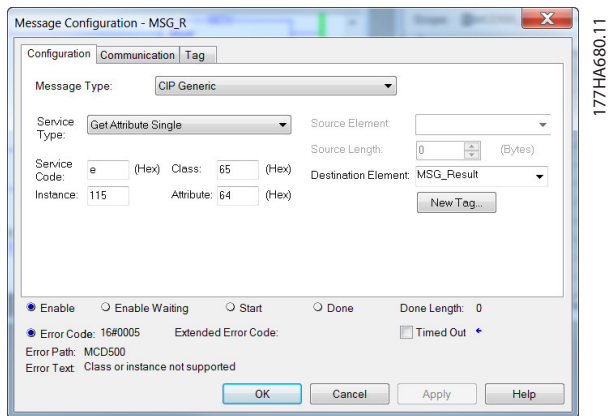 Message Configuration - MSG_R
X
Configuration Communication Tag
Message Type: CIP Generic
Service Type: Get Attribute Single
Source Element:
Source Length: 0 (Bytes)
Service Code: e (Hex) Class: 65 (Hex)
Destination Element: MSG_Result
Instance: 115 Attribute: 64 (Hex)
New Tag...
Enable Enable Waiting Start Done Done Length: 0
Error Code: 16#0005 Extended Error Code: Timed Out
Error Path: MCD500
Error Text: Class or instance not supported
OK Cancel Apply Help
177HA680.11